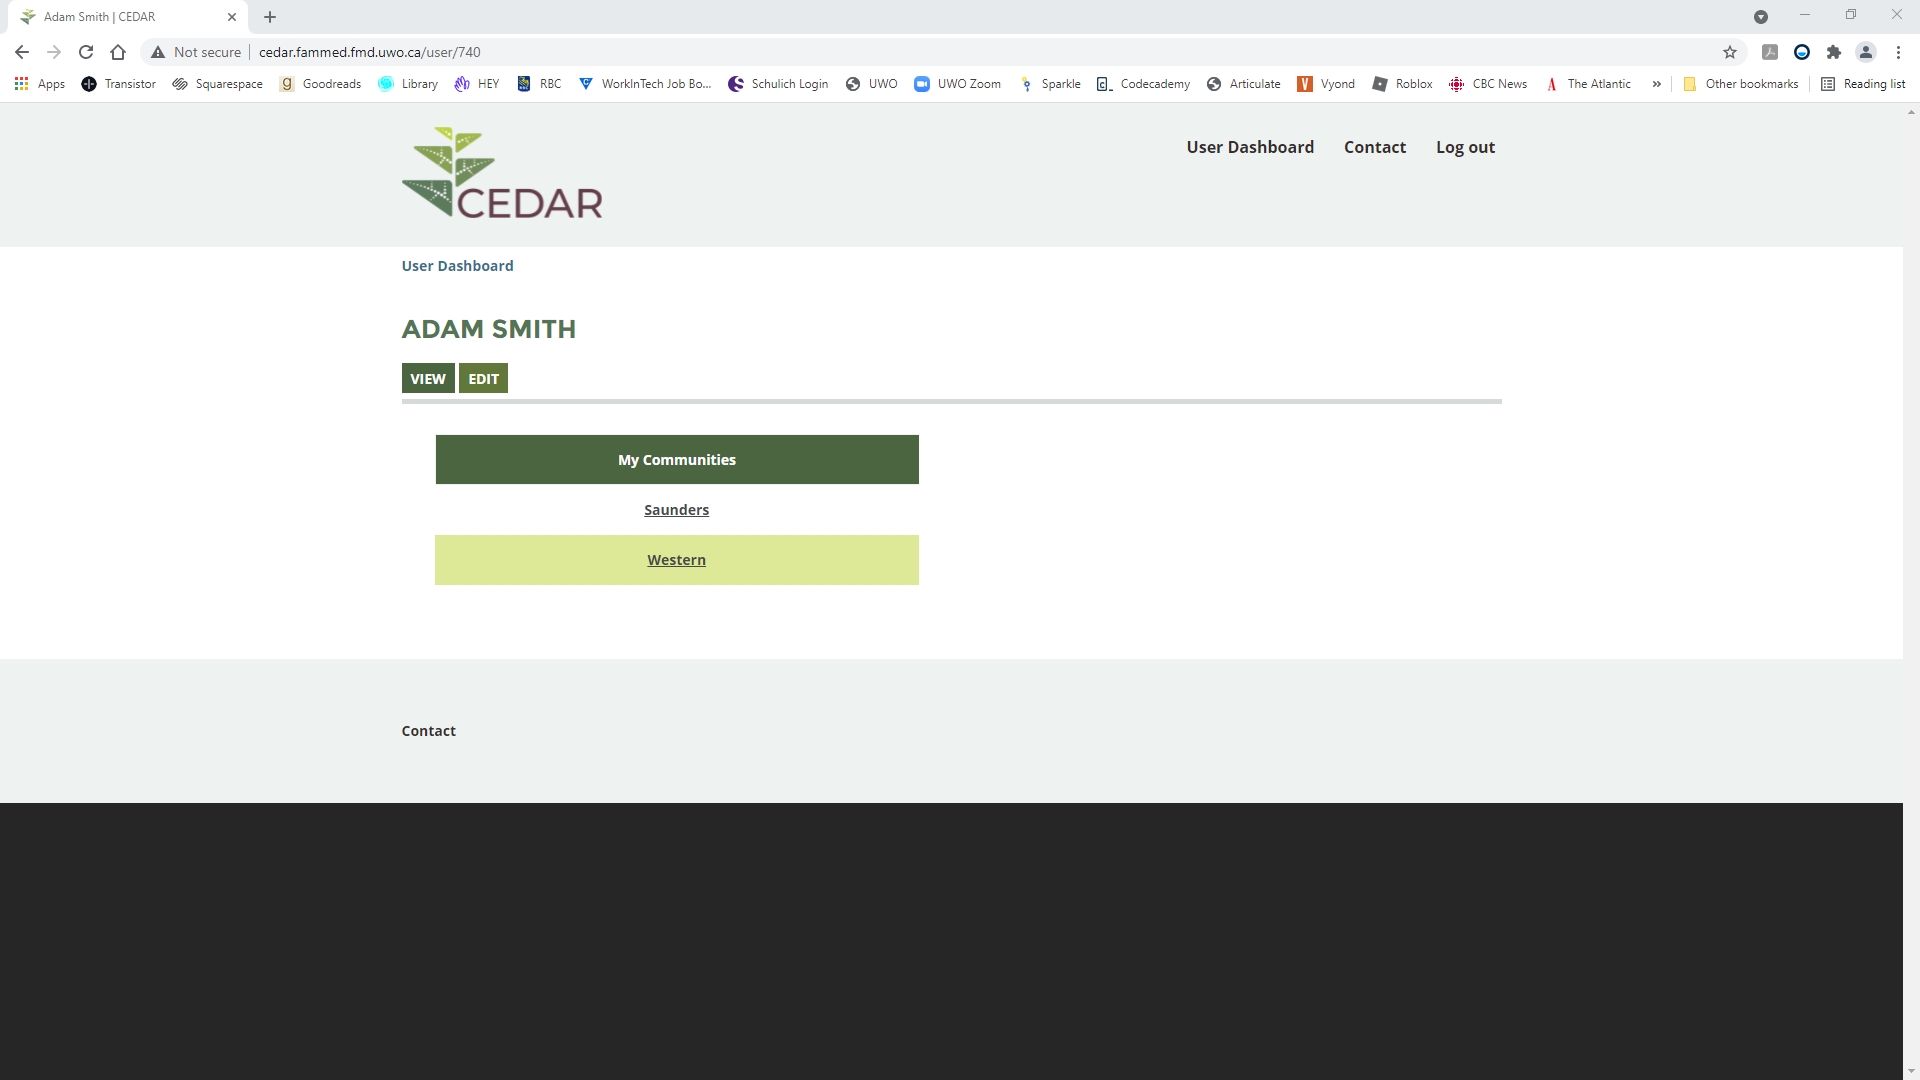 Adam Smith | CEDAR
Not secure
cedar.fammed.fmd.uwo.ca/user/740
Apps
Transistor
Squarespace
Goodreads
Library
HEY
RBC
WorkInTech Job Bo...
Schulich Login
UWO
UWO Zoom
Sparkle
Codecademy
Articulate
Vyond
Roblox
CBC News
The Atlantic
»
Other bookmarks
Reading list
CEDAR
User Dashboard
Contact
Log out
User Dashboard
ADAM SMITH
VIEW
EDIT
My Communities
Saunders
Western
Contact